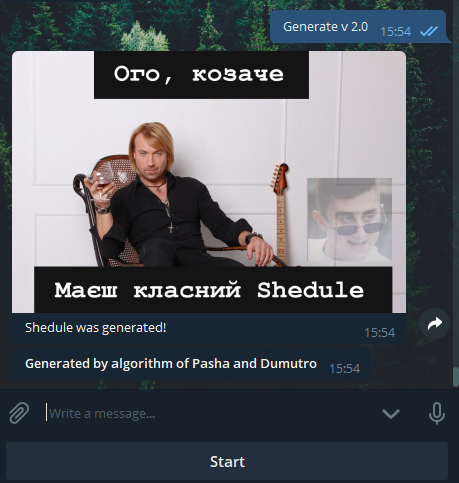 Generate v 2.0
15:54
Ого, козаче
Маєш класний Shedule
Shedule was generated!
15:54
Generated by algorithm of Pasha and Dumutro
15:54
Write a message...
Start